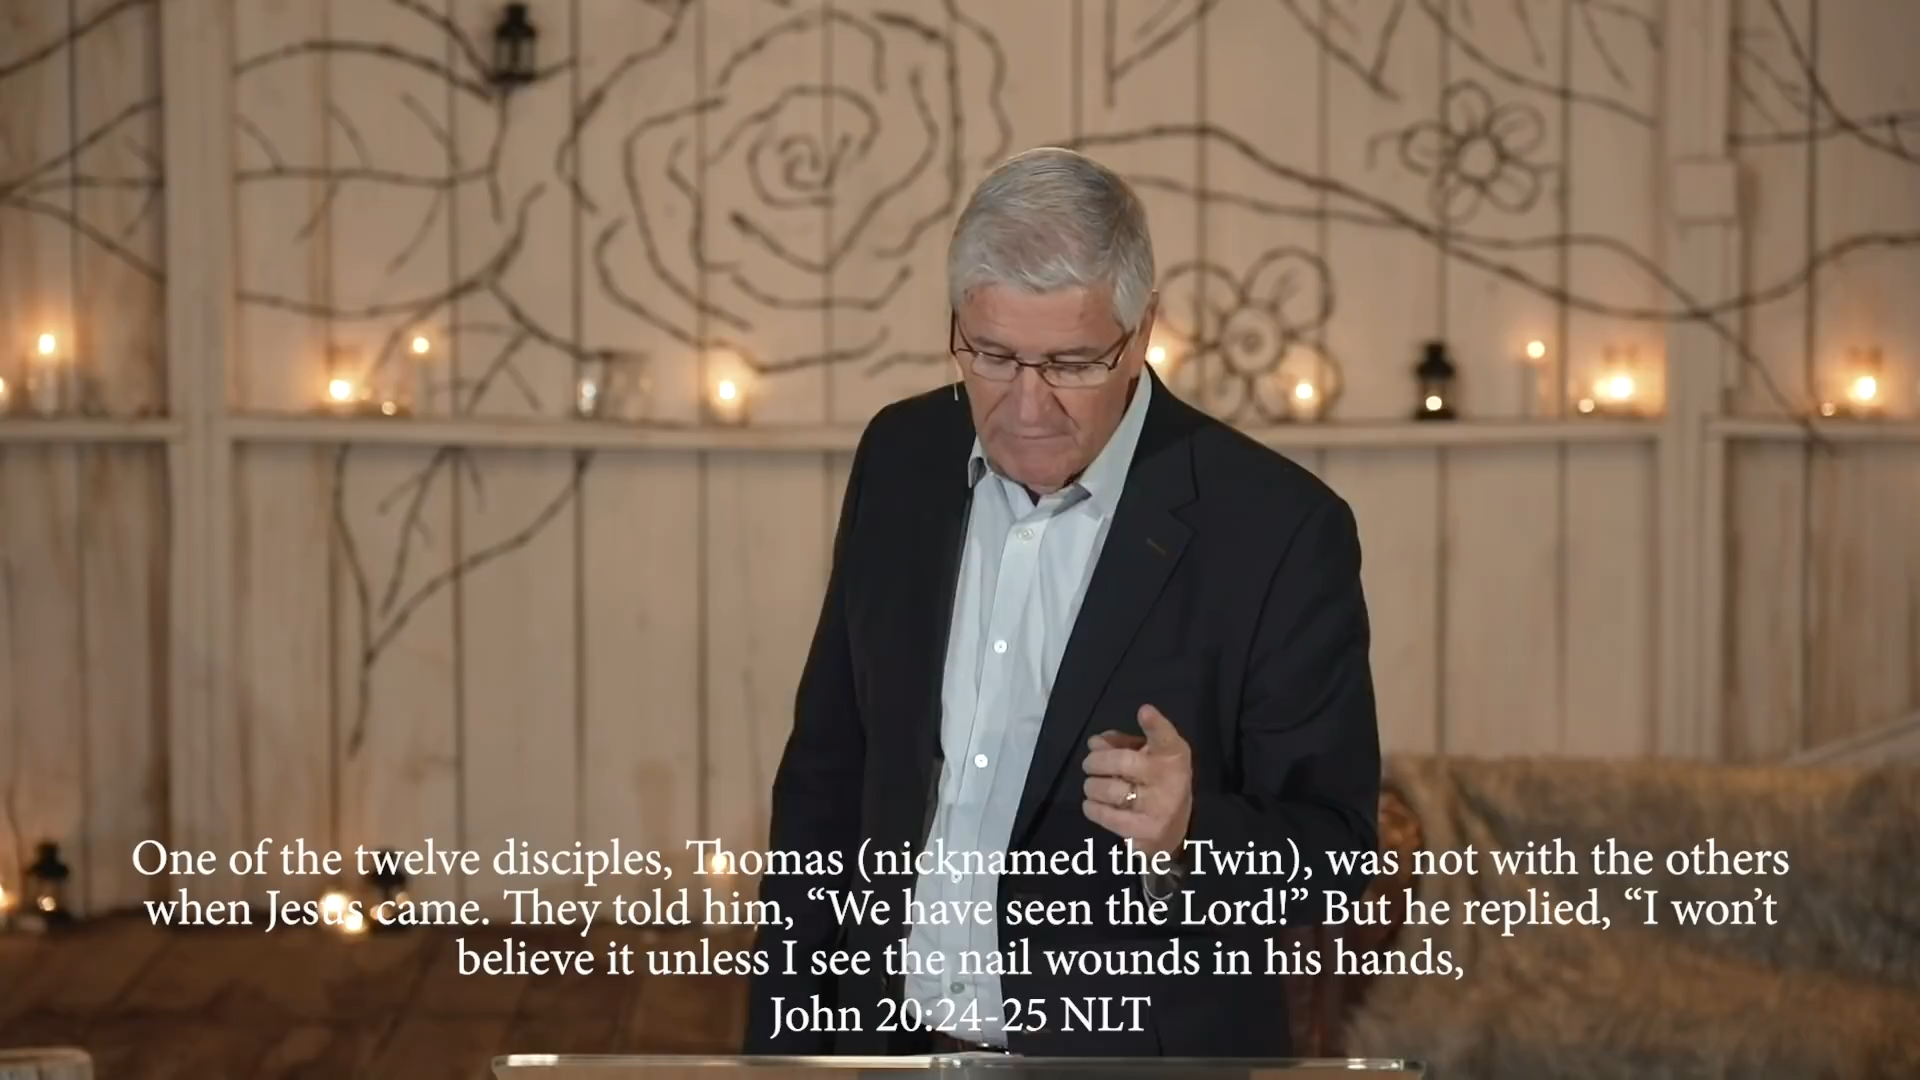 One of the twelve disciples, Thomas (nicknamed the Twin), was not with the others
when Jesus came. They told him, “We have seen the Lord!” But he replied, “I won’t
believe it unless I see the nail wounds in his hands,
John 20:24-25 NLT